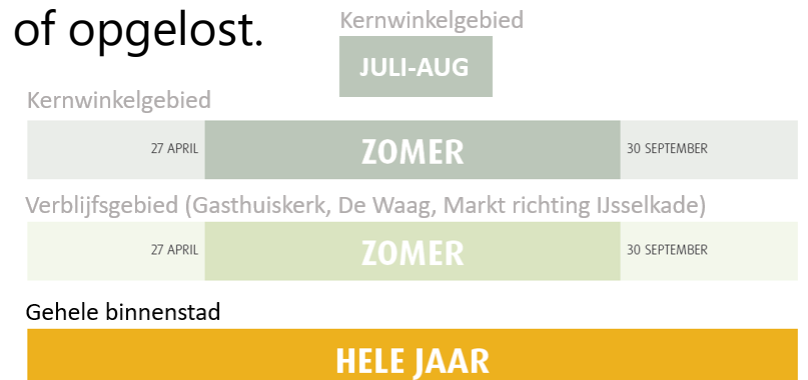 of opgelost.
Kernwinkelgebied
JULI-AUG
Kernwinkelgebied
27 APRIL ZOMER 30 SEPTEMBER
Verblijfsgebied (Gasthuiskerk, De Waag, Markt richting IJsselkade)
27 APRIL ZOMER 30 SEPTEMBER
Gehele binnenstad
HELE JAAR